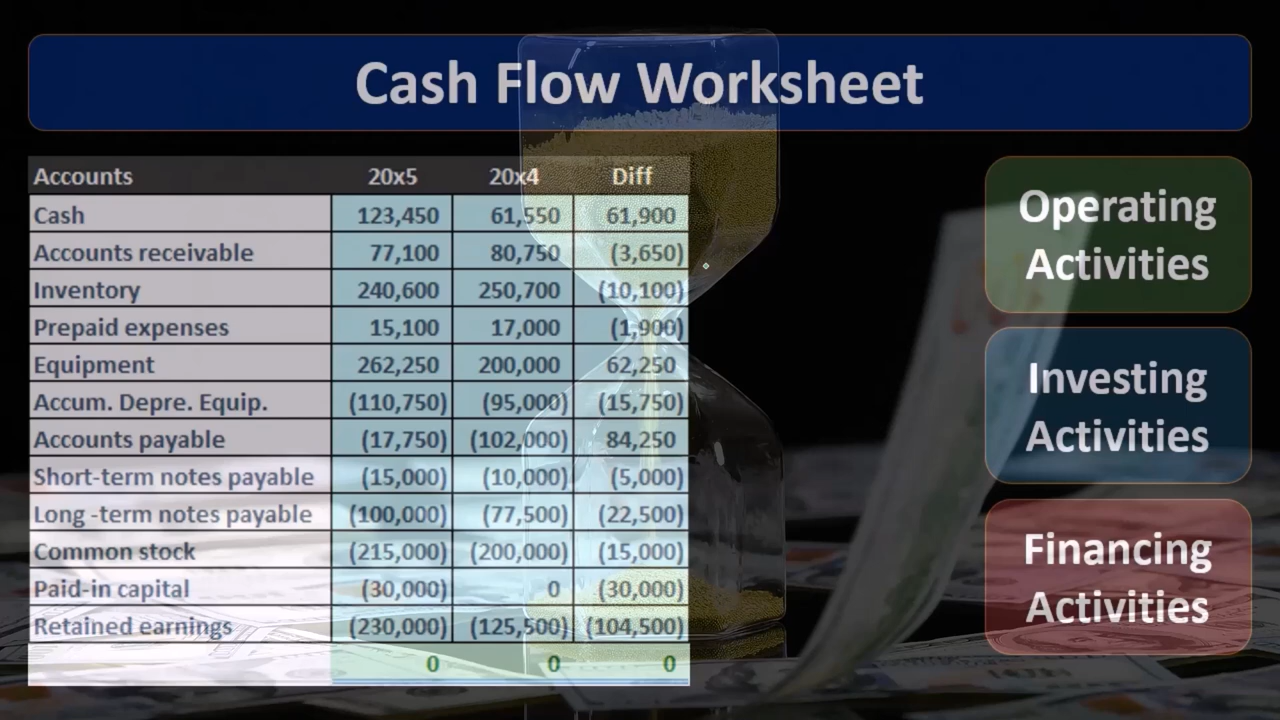 Cash Flow Worksheet
Accounts 20x5 20x4 Diff
Cash 123,450 61,550 61,900
Accounts receivable 77,100 80,750 (3,650)
Inventory 240,600 250,700 (10,100)
Prepaid expenses 15,100 17,000 (1,900)
Equipment 262,250 200,000 62,250
Accum. Depre. Equip. (110,750) (95,000) (15,750)
Accounts payable (17,750) (102,000) 84,250
Short-term notes payable (15,000) (10,000) (5,000)
Long -term notes payable (100,000) (77,500) (22,500)
Common stock (215,000) (200,000) (15,000)
Paid-in capital (30,000) 0 (30,000)
Retained earnings (230,000) (125,500) (104,500)
0 0 0
Operating
Activities
Investing
Activities
Financing
Activities